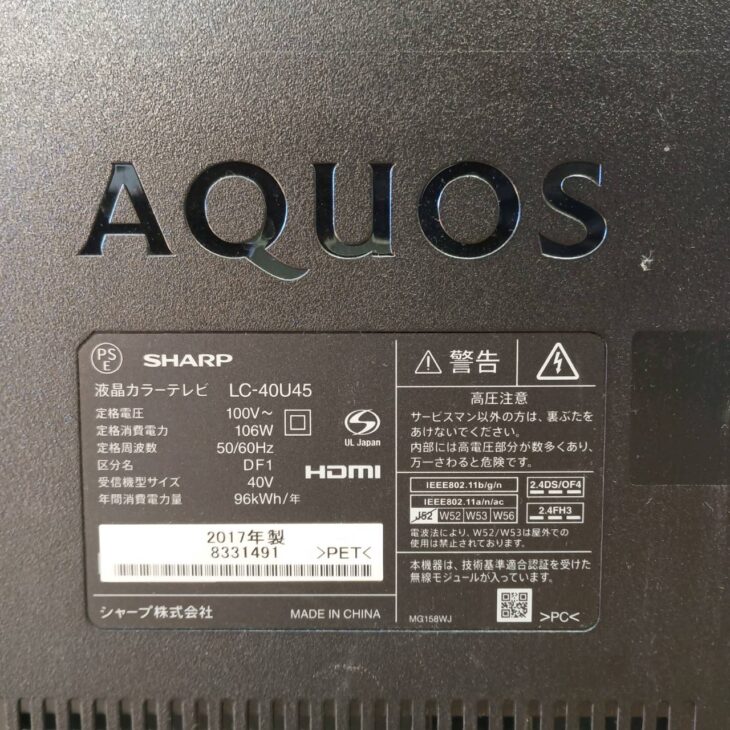 AQUOS
PSE
SHARP
液晶カラーテレビ LC-40U45
定格電圧 100V～
定格消費電力 106W
定格周波数 50/60Hz
区分名 DF1
受信機型サイズ 40V
年間消費電力量 96kWh/年
UL Japan
HDMI
2017年製
8331491 >PET<
シャープ株式会社 MADE IN CHINA
警告
高圧注意
サービスマン以外の方は、裏ぶたを
あけないでください。
内部には高電圧部分が数多くあり、
万一さわると危険です。
IEEE802.11b/g/n 2.4DS/OF4
IEEE802.11a/n/ac
J52 W52 W53 W56 2.4FH3
電波法により、W52/W53は屋外での
使用は禁止されております。
本機器は、技術基準適合認証を受けた
無線モジュールが入っています。
MG158WJ >PC<